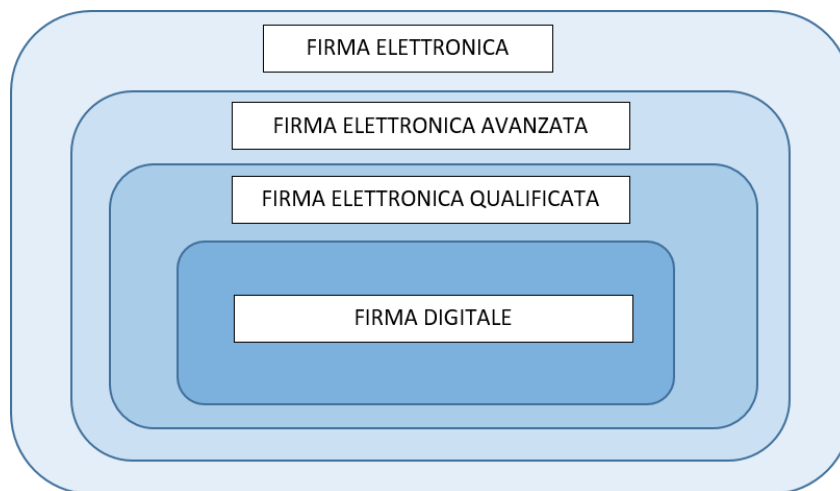 FIRMA ELETTRONICA
FIRMA ELETTRONICA AVANZATA
FIRMA ELETTRONICA QUALIFICATA
FIRMA DIGITALE